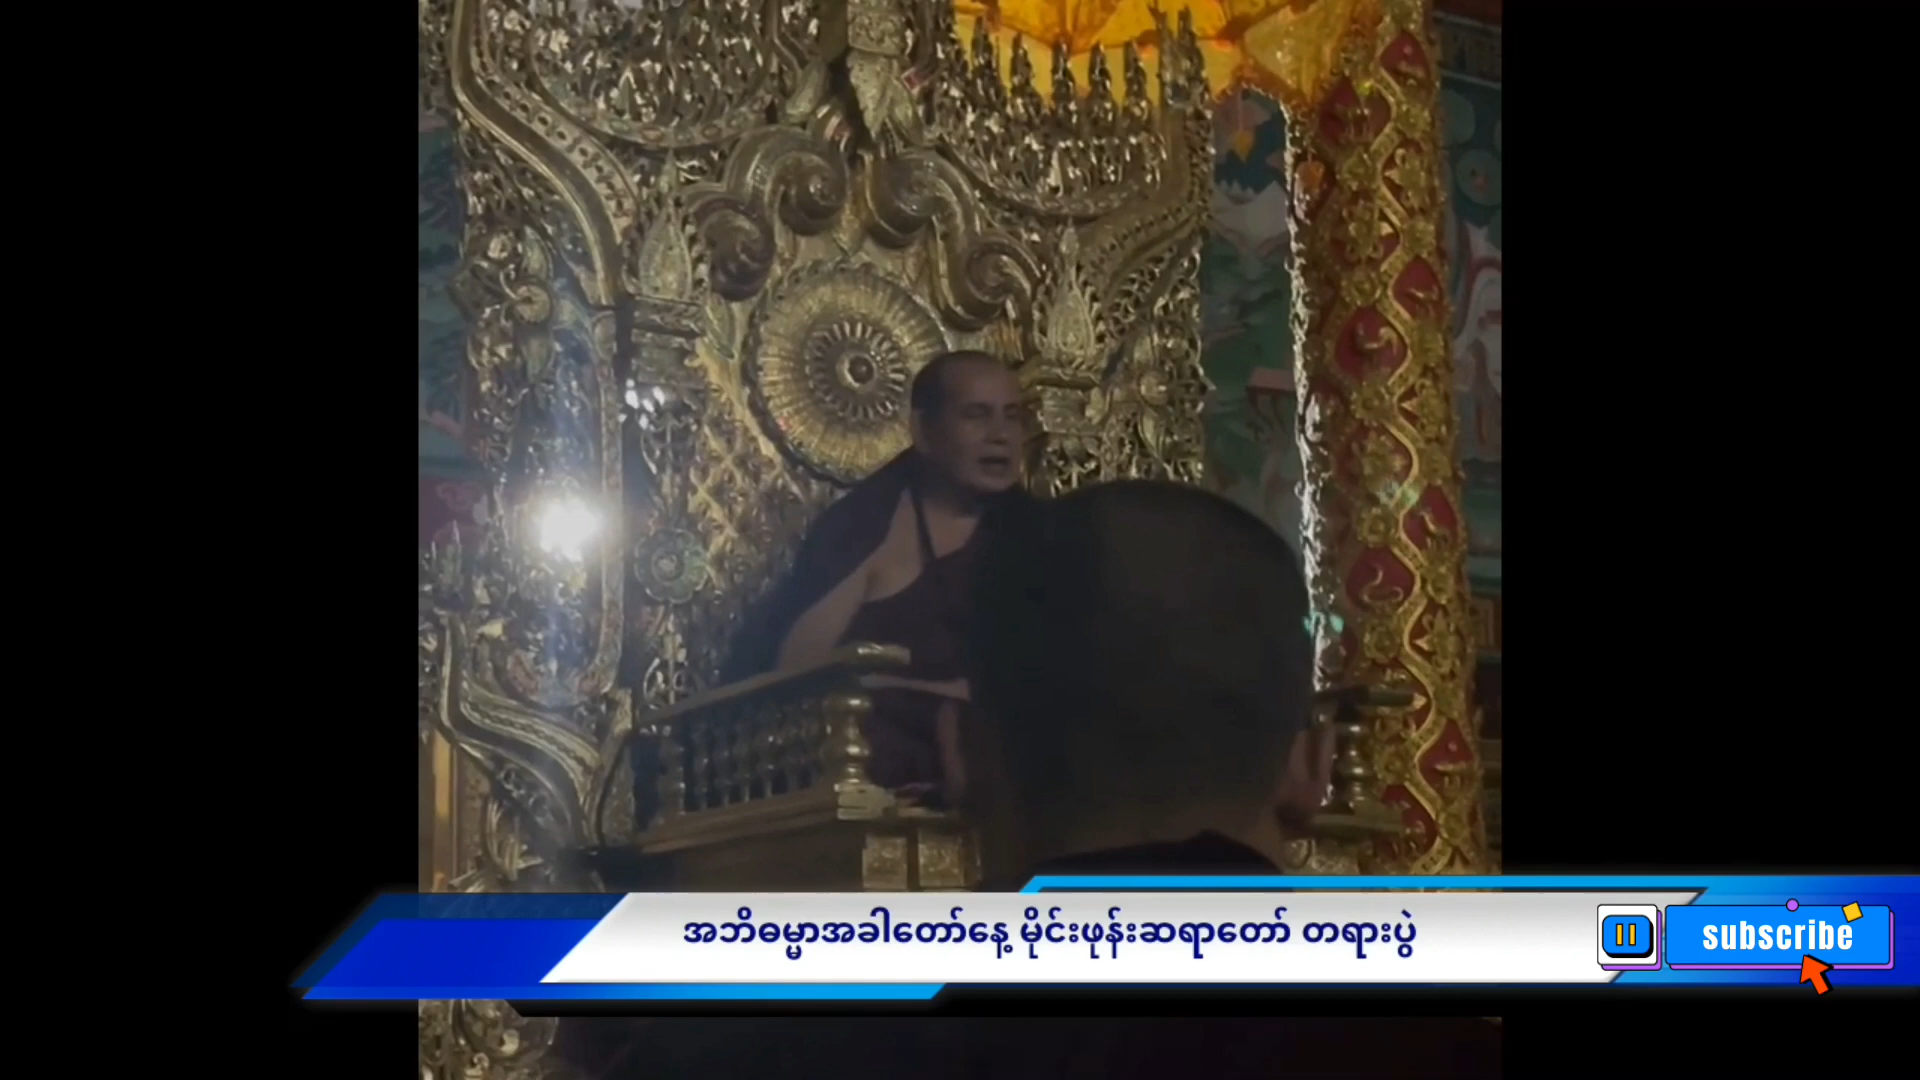 အဘိဓမ္မာအခါတော်နေ့ မိုင်းဖုန်းဆရာတော် တရားပွဲ
subscribe